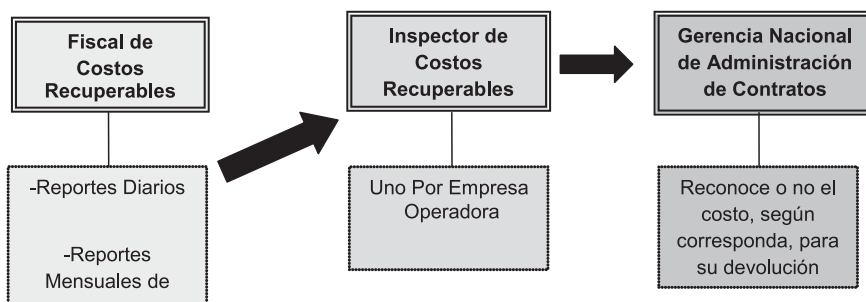 Fiscal de
Costos
Recuperables
-Reportes Diarios
-Reportes
Mensuales de
Inspector de
Costos
Recuperables
Uno Por Empresa
Operadora
Gerencia Nacional
de Administración
de Contratos
Reconoce o no el
costo, según
corresponda, para
su devolución